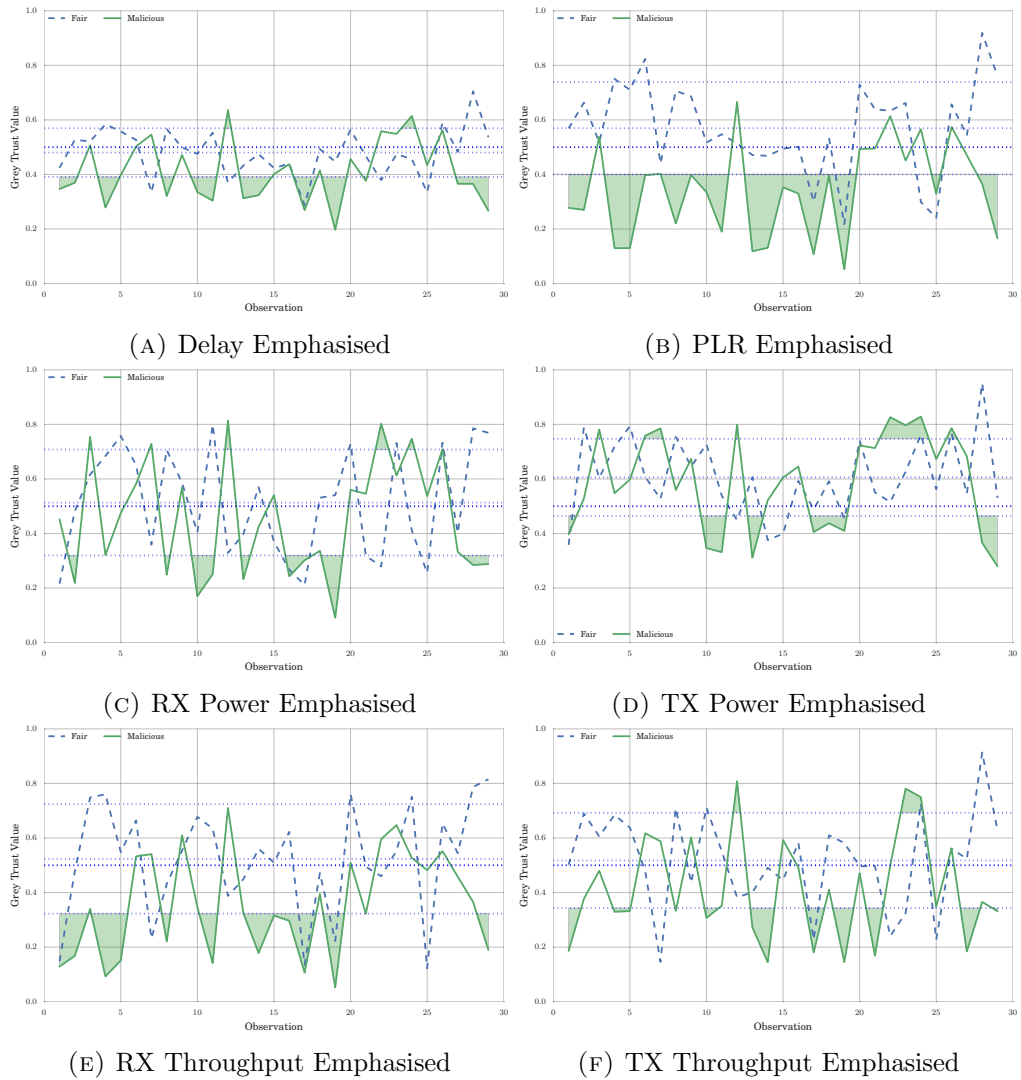 Fair Malicious
Grey Trust Value
1.0
0.8
0.6
0.4
0.2
0.0
0 5 10 15 20 25 30
Observation
(A) Delay Emphasised
Fair Malicious
Grey Trust Value
1.0
0.8
0.6
0.4
0.2
0.0
0 5 10 15 20 25 30
Observation
(B) PLR Emphasised
Fair Malicious
Grey Trust Value
1.0
0.8
0.6
0.4
0.2
0.0
0 5 10 15 20 25 30
Observation
(C) RX Power Emphasised
Grey Trust Value
1.0
0.8
0.6
0.4
0.2
0.0
Fair Malicious
0 5 10 15 20 25 30
Observation
(D) TX Power Emphasised
Fair Malicious
Grey Trust Value
1.0
0.8
0.6
0.4
0.2
0.0
0 5 10 15 20 25 30
Observation
(E) RX Throughput Emphasised
Fair Malicious
Grey Trust Value
1.0
0.8
0.6
0.4
0.2
0.0
0 5 10 15 20 25 30
Observation
(F) TX Throughput Emphasised